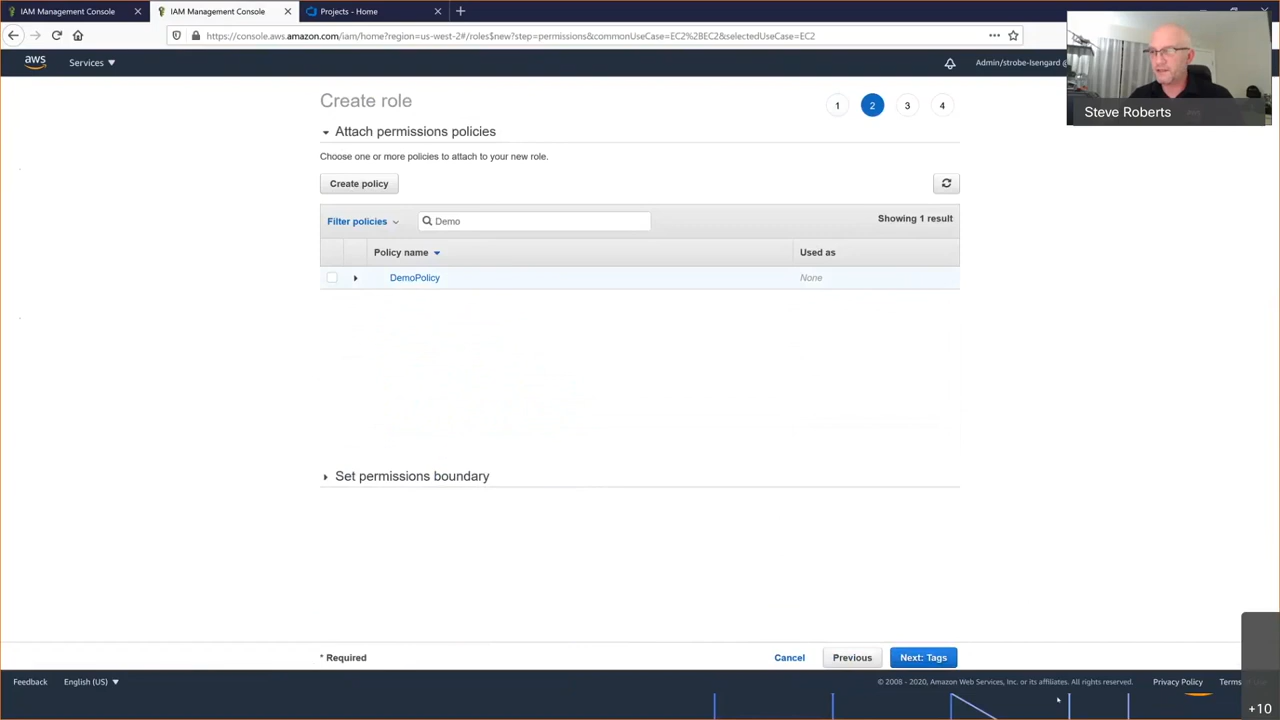 IAM Management Console
IAM Management Console
Projects - Home
https://console.aws.amazon.com/iam/home?region=us-west-2#/roles$new?step=permissions&commonUseCase=EC2%2BEC2&selectedUseCase=EC2
aws
Services
Admin/strobe-Isengard @
Steve Roberts
Create role
1
2
3
4
Attach permissions policies
Choose one or more policies to attach to your new role.
Create policy
Filter policies
Demo
Showing 1 result
Policy name
Used as
DemoPolicy
None
Set permissions boundary
* Required
Cancel
Previous
Next: Tags
Feedback
English (US)
© 2008 - 2020, Amazon Web Services, Inc. or its affiliates. All rights reserved.
Privacy Policy
Terms
+10